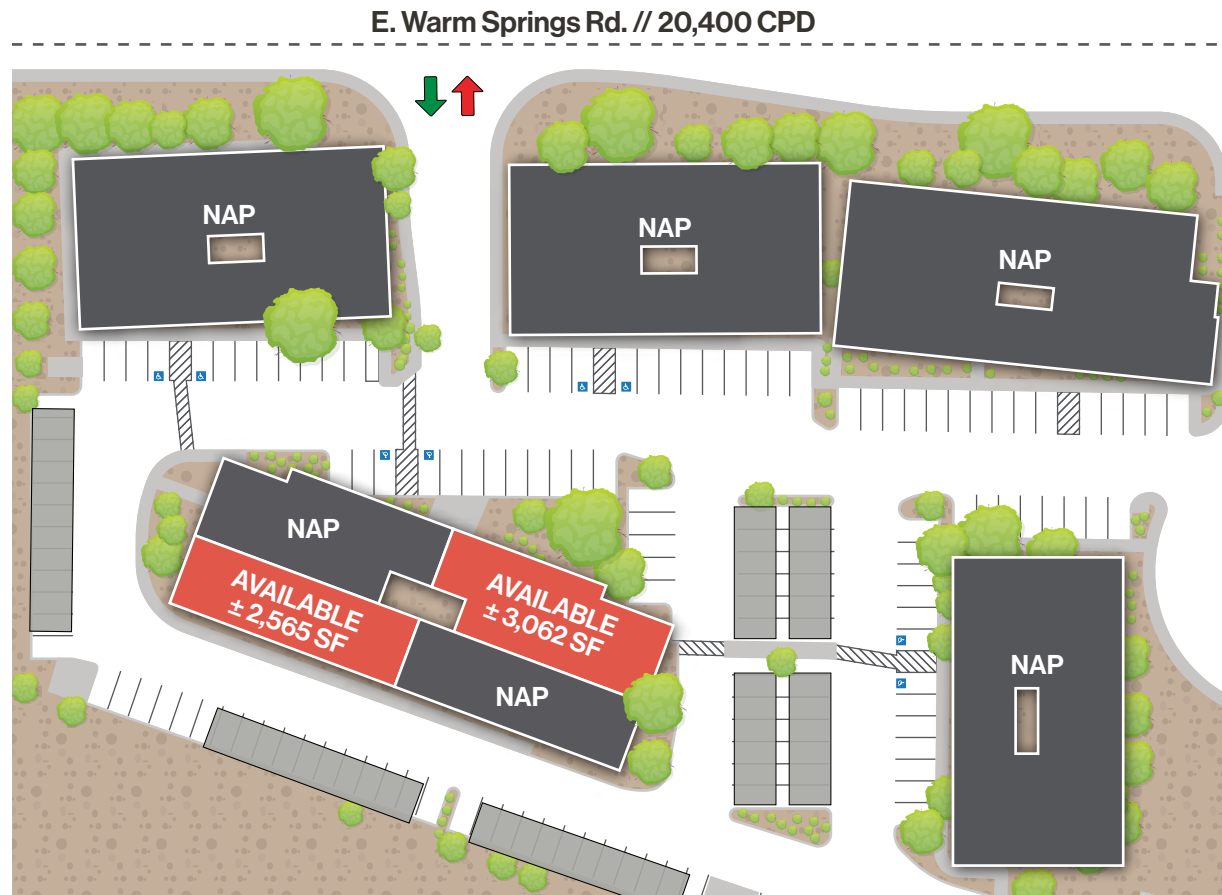 E. Warm Springs Rd. // 20,400 CPD
NAP
NAP
NAP
NAP
AVAILABLE
± 2,565 SF
AVAILABLE
± 3,062 SF
NAP
NAP